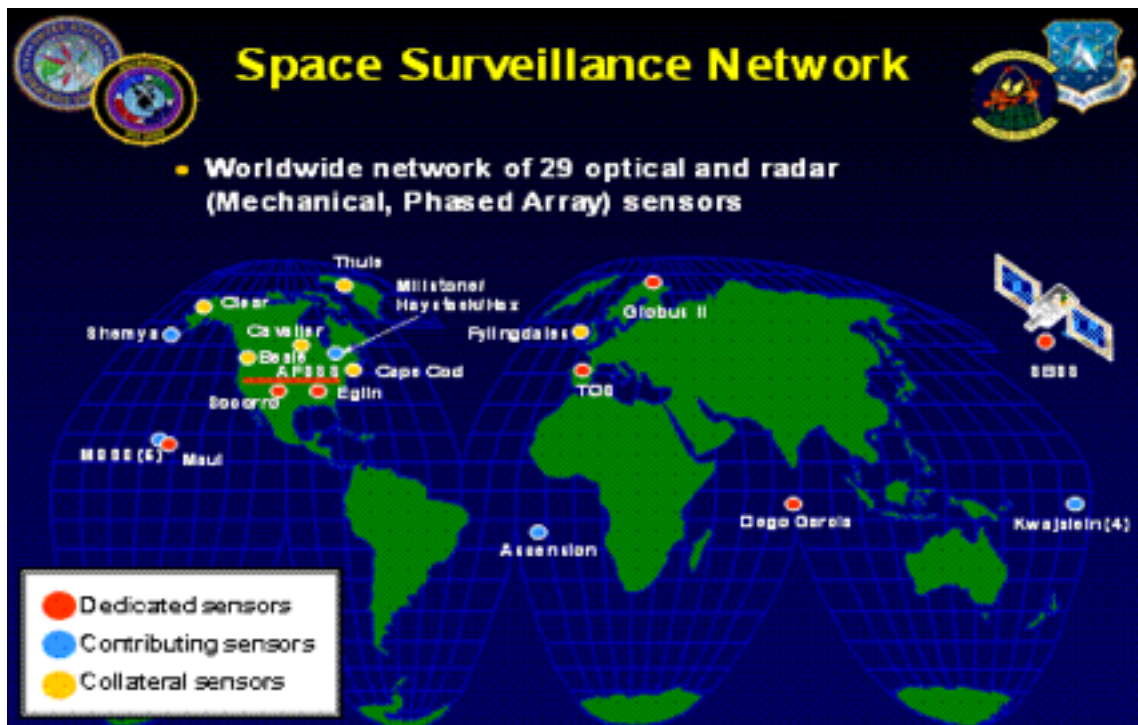 Space Surveillance Network
Worldwide network of 29 optical and radar
(Mechanical, Phased Array) sensors
Thule
Millstone/
Haystack/Hax
Clear
Globus II
Shemya
Cavalier
Fylingdales
Beale
AFSSS
Cape Cod
TOS
SBSS
Socorro
Eglin
MSSS (5)
Maui
Diego Garcia
Kwajalein (4)
Ascension
Dedicated sensors
Contributing sensors
Collateral sensors